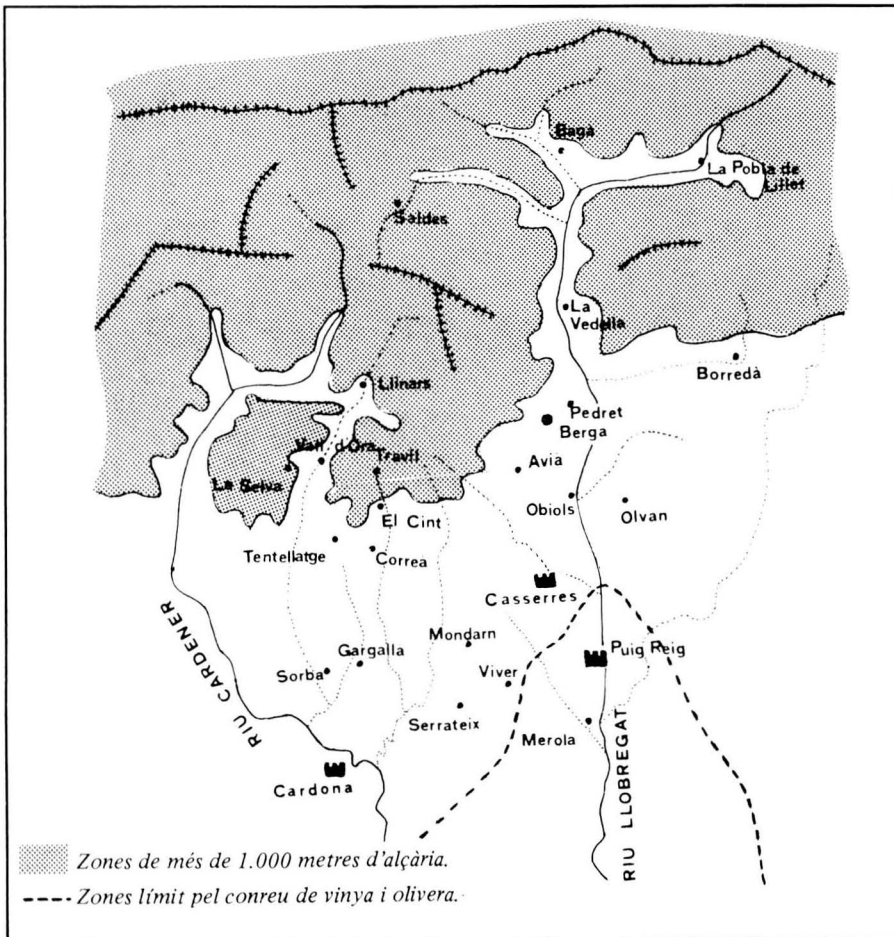 Bagà
La Pobla de
Lillet
Saldes
La
Vedella
Borredà
Llinars
Pedret
Berga
Vall d'Ora
Travil
La Selva
Avia
Obiols
Olvan
El Cint
Tentellatge
Correa
Casserres
RIU CARDENER
Mondarn
Puig Reig
Gargalla
Sorba
Viver
Serrateix
Merola
RIU LLOBREGAT
Cardona
Zones de més de 1.000 metres d'alçària.
Zones límit pel conreu de vinya i olivera.